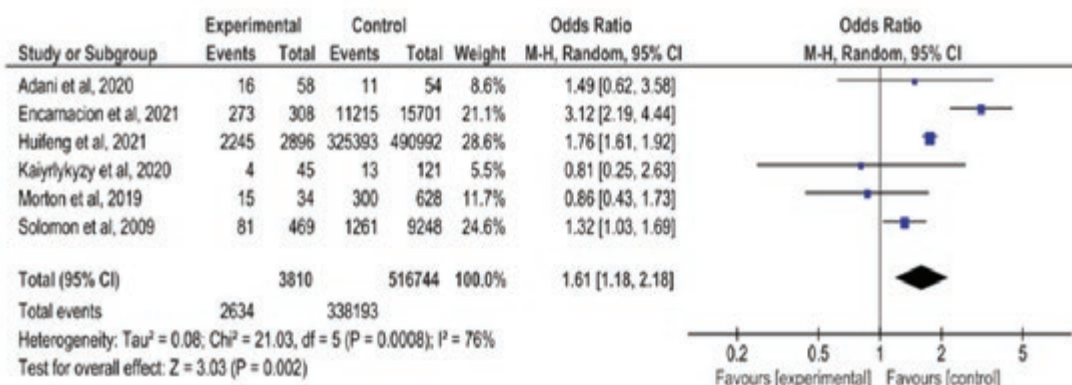 Experimental Control Odds Ratio Odds Ratio
Study or Subgroup Events Total Events Total Weight M-H, Random, 95% CI M-H, Random, 95% CI
Adani et al, 2020 16 58 11 54 8.6% 1.49 [0.62, 3.58]
Encarnacion et al, 2021 273 308 11215 15701 21.1% 3.12 [2.19, 4.44]
Huifeng et al, 2021 2245 2896 325393 490992 28.6% 1.76 [1.61, 1.92]
Kaiyrlykyzy et al, 2020 4 45 13 121 5.5% 0.81 [0.25, 2.63]
Morton et al, 2019 15 34 300 628 11.7% 0.86 [0.43, 1.73]
Solomon et al, 2009 81 469 1261 9248 24.6% 1.32 [1.03, 1.69]
Total (95% CI) 3810 516744 100.0% 1.61 [1.18, 2.18]
Total events 2634 338193
Heterogeneity: Tau² = 0.08; Chi² = 21.03, df = 5 (P = 0.0008); I² = 76%
Test for overall effect: Z = 3.03 (P = 0.002)
0.2 0.5 1 2 5
Favours [experimental] Favours [control]